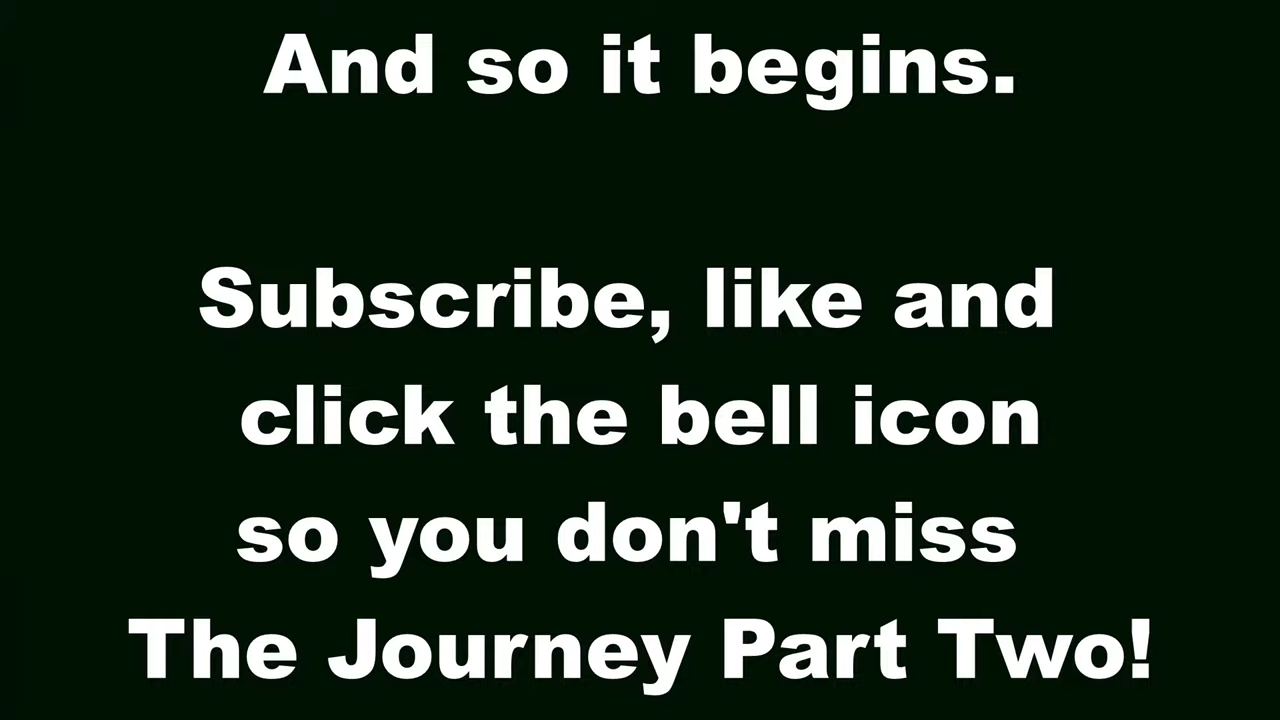 And so it begins.
Subscribe, like and
click the bell icon
so you don't miss
The Journey Part Two!